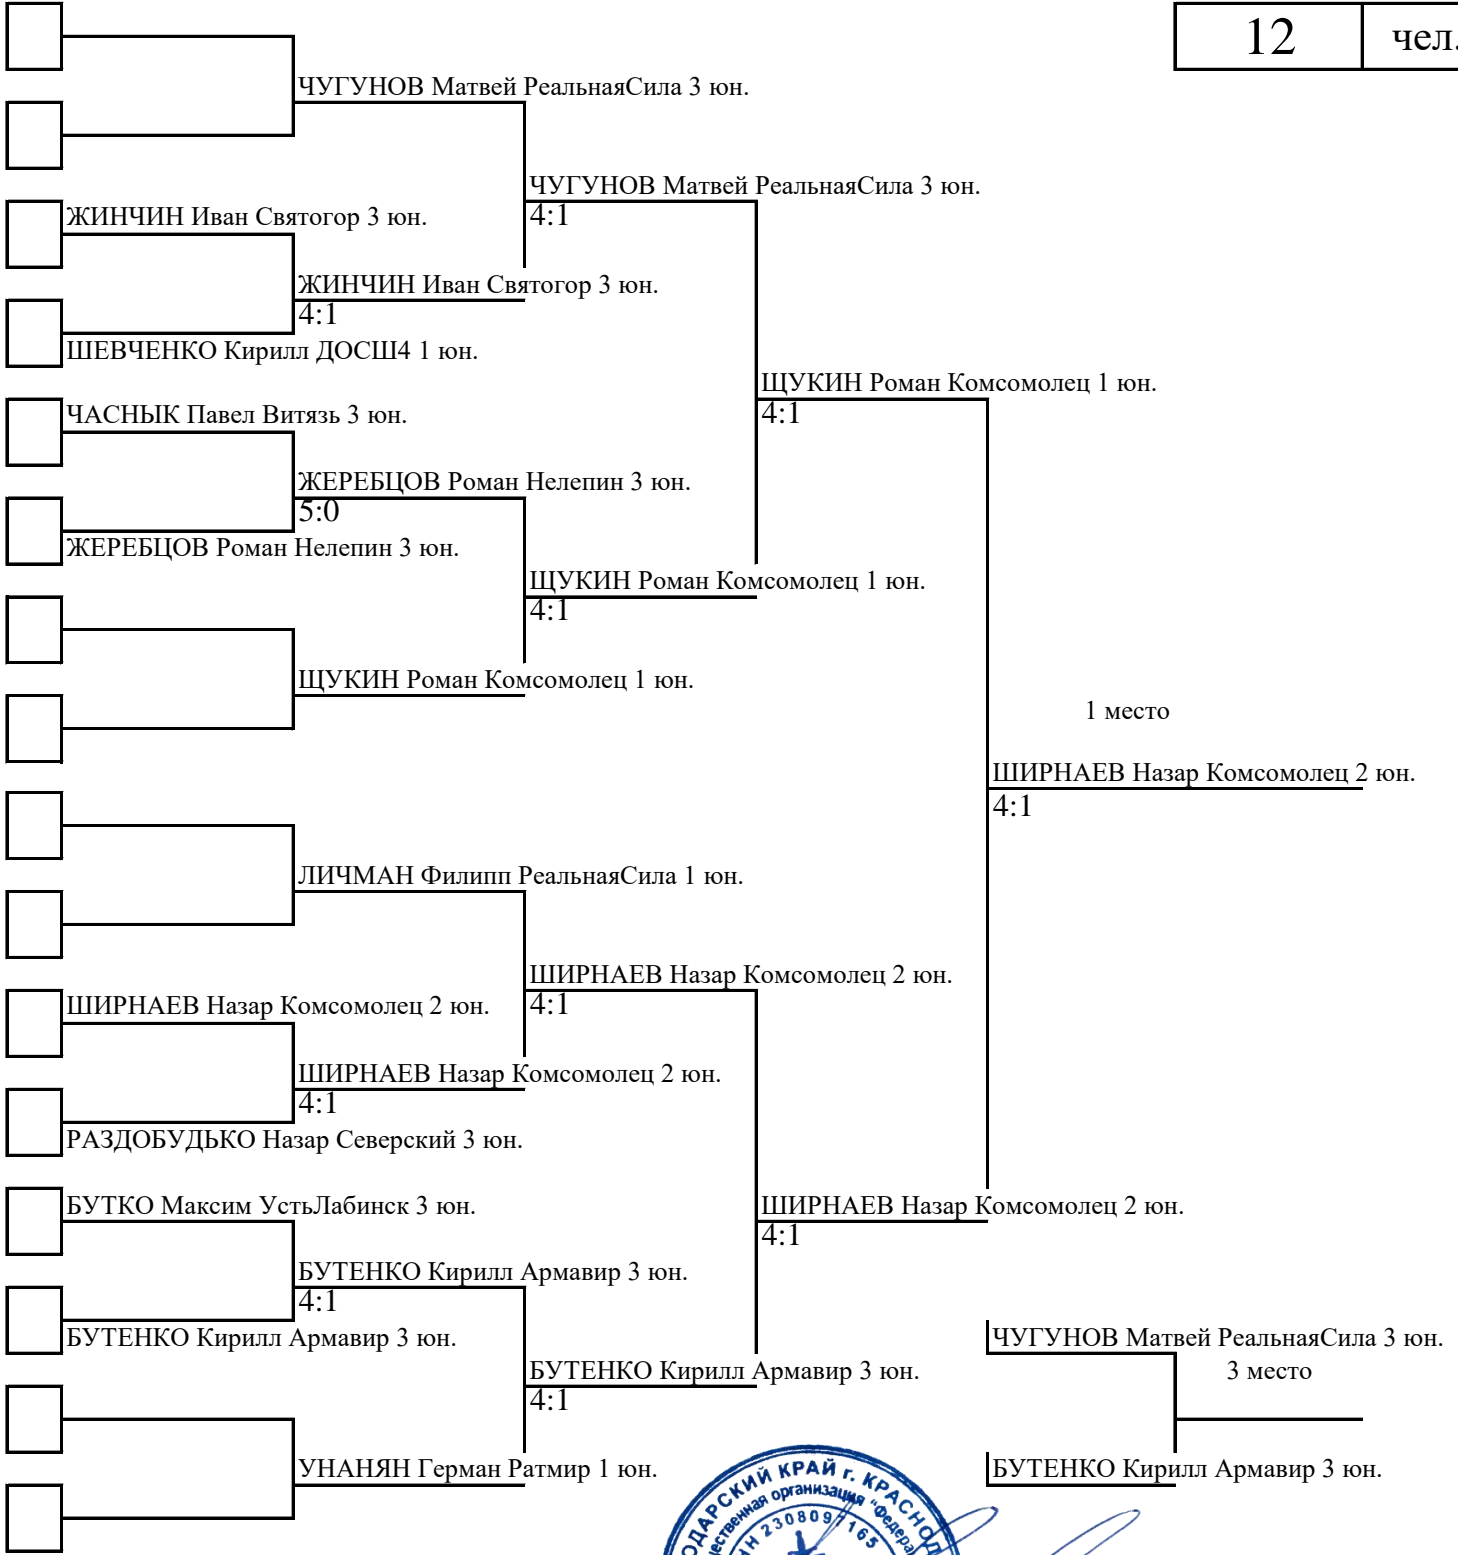 12 чел.
ЧУГУНОВ Матвей РеальнаяСила 3 юн.
ЧУГУНОВ Матвей РеальнаяСила 3 юн.
4:1
ЖИНЧИН Иван Святогор 3 юн.
ЖИНЧИН Иван Святогор 3 юн.
4:1
ШЕВЧЕНКО Кирилл ДОСШ4 1 юн.
ЩУКИН Роман Комсомолец 1 юн.
4:1
ЧАСНЫК Павел Витязь 3 юн.
ЖЕРЕБЦОВ Роман Нелепин 3 юн.
5:0
ЖЕРЕБЦОВ Роман Нелепин 3 юн.
ЩУКИН Роман Комсомолец 1 юн.
4:1
ЩУКИН Роман Комсомолец 1 юн.
1 место
ШИРНАЕВ Назар Комсомолец 2 юн.
4:1
ЛИЧМАН Филипп РеальнаяСила 1 юн.
ШИРНАЕВ Назар Комсомолец 2 юн.
4:1
ШИРНАЕВ Назар Комсомолец 2 юн.
ШИРНАЕВ Назар Комсомолец 2 юн.
4:1
РАЗДОБУДЬКО Назар Северский 3 юн.
БУТКО Максим УстьЛабинск 3 юн.
ШИРНАЕВ Назар Комсомолец 2 юн.
4:1
БУТЕНКО Кирилл Армавир 3 юн.
4:1
БУТЕНКО Кирилл Армавир 3 юн.
ЧУГУНОВ Матвей РеальнаяСила 3 юн.
3 место
БУТЕНКО Кирилл Армавир 3 юн.
4:1
УНАНЯН Герман Ратмир 1 юн.
БУТЕНКО Кирилл Армавир 3 юн.
КРАЙ г.
организация
2308097165